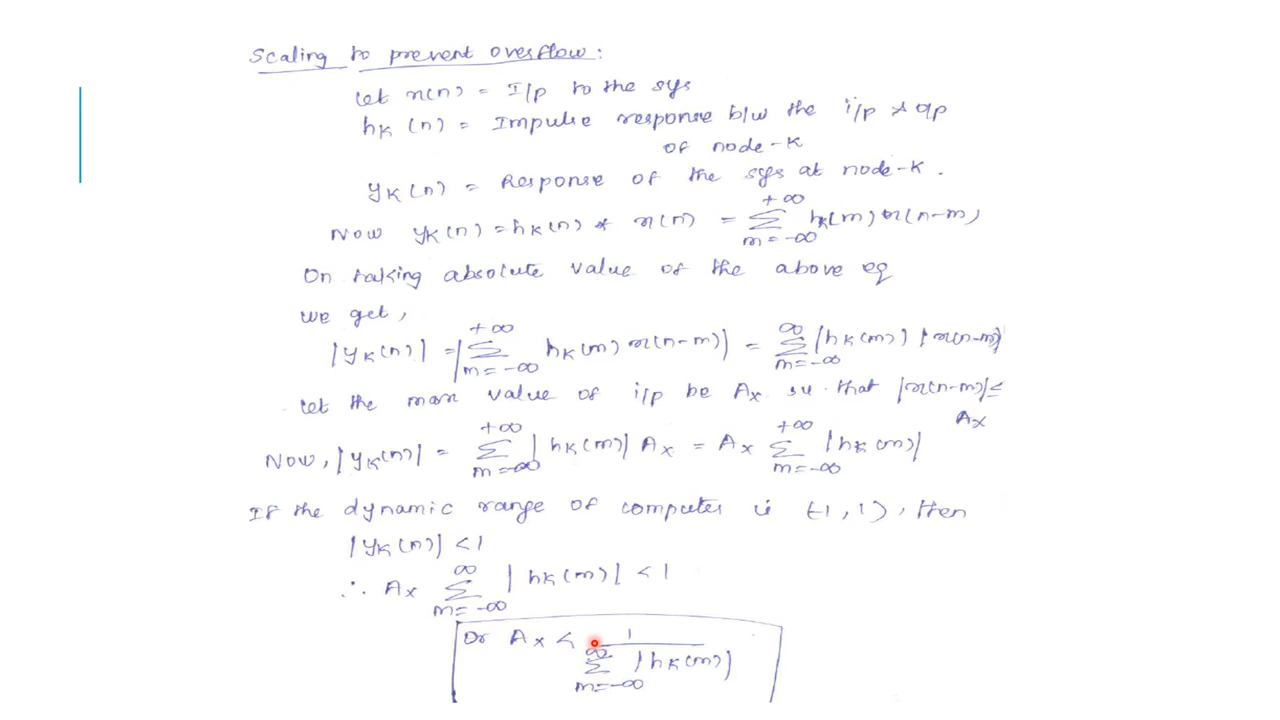 Scaling to prevent overflow:
Let x(n) = I/p to the sys
hK (n) = Impulse response b/w the i/p & o/p
of node-K
yK(n) = Response of the sys at node-K.
Now yK(n) = hK(n) * x(n) = Σ_{m=-∞}^{+∞} hK(m) x(n-m)
On taking absolute value of the above eq
we get,
|yK(n)| = |Σ_{m=-∞}^{+∞} hK(m) x(n-m)| = Σ_{m=-∞}^{∞} |hK(m)| |x(n-m)|
Let the max value of i/p be Ax su. that |x(n-m)| ≤
Ax
Now, |yK(n)| = Σ_{m=-∞}^{+∞} |hK(m)| Ax = Ax Σ_{m=-∞}^{+∞} |hK(m)|
If the dynamic range of computer is (-1, 1), then
|yK(n)| < 1
∴ Ax Σ_{m=-∞}^{∞} |hK(m)| < 1
Or Ax < 1 / Σ_{m=-∞}^{∞} |hK(m)|